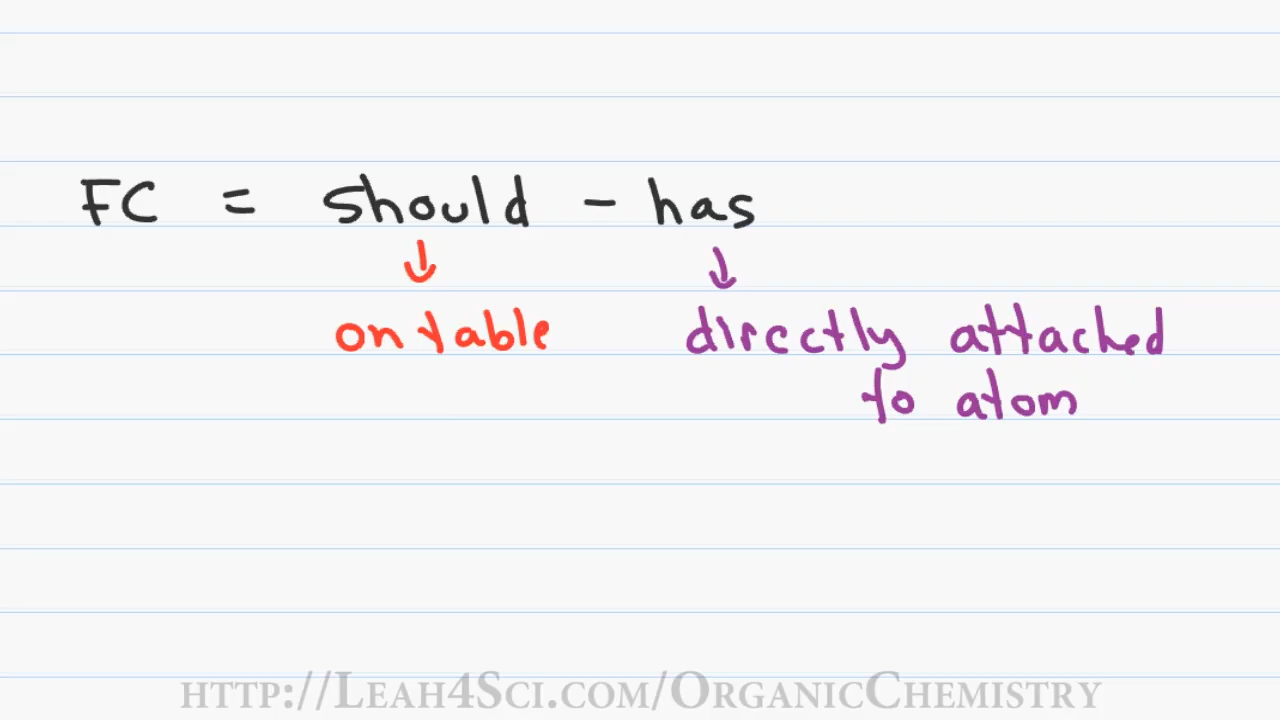 FC = should - has
↓ ↓
on table directly attached
to atom
HTTP://LEAH4SCI.COM/ORGANICCHEMISTRY